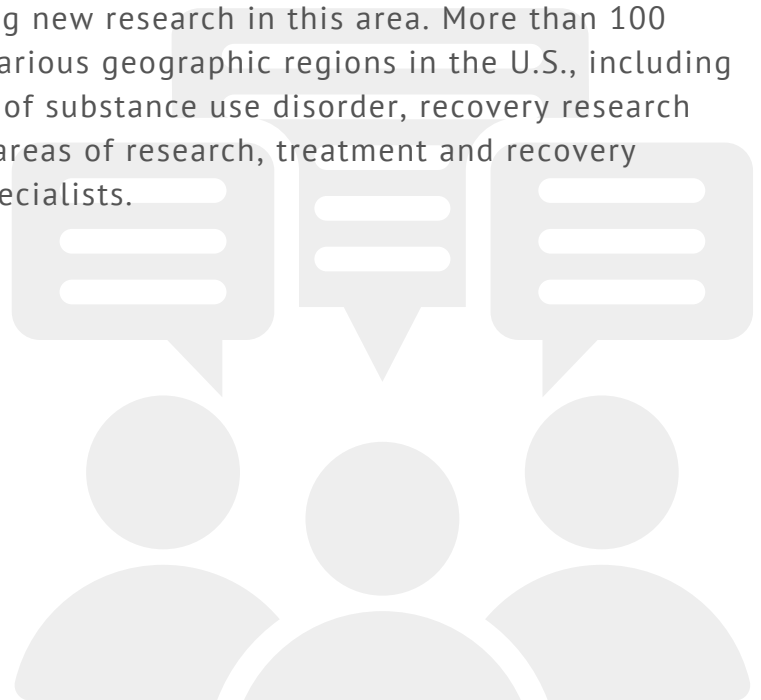 g new research in this area. More than 100
arious geographic regions in the U.S., including
of substance use disorder, recovery research
areas of research, treatment and recovery
ecialists.